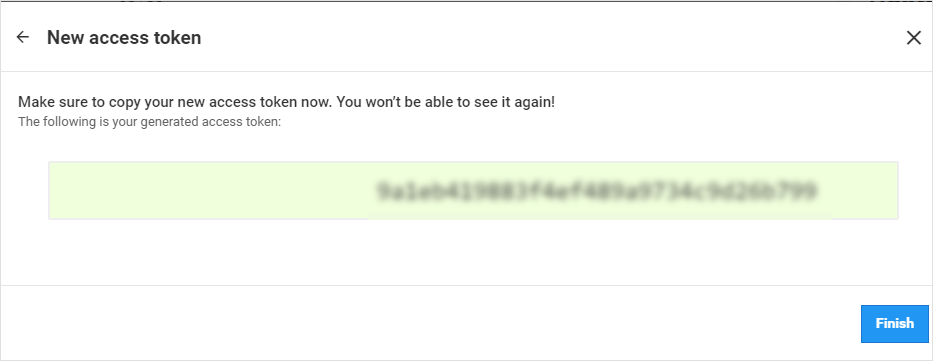 New access token
Make sure to copy your new access token now. You won't be able to see it again!
The following is your generated access token:
Finish